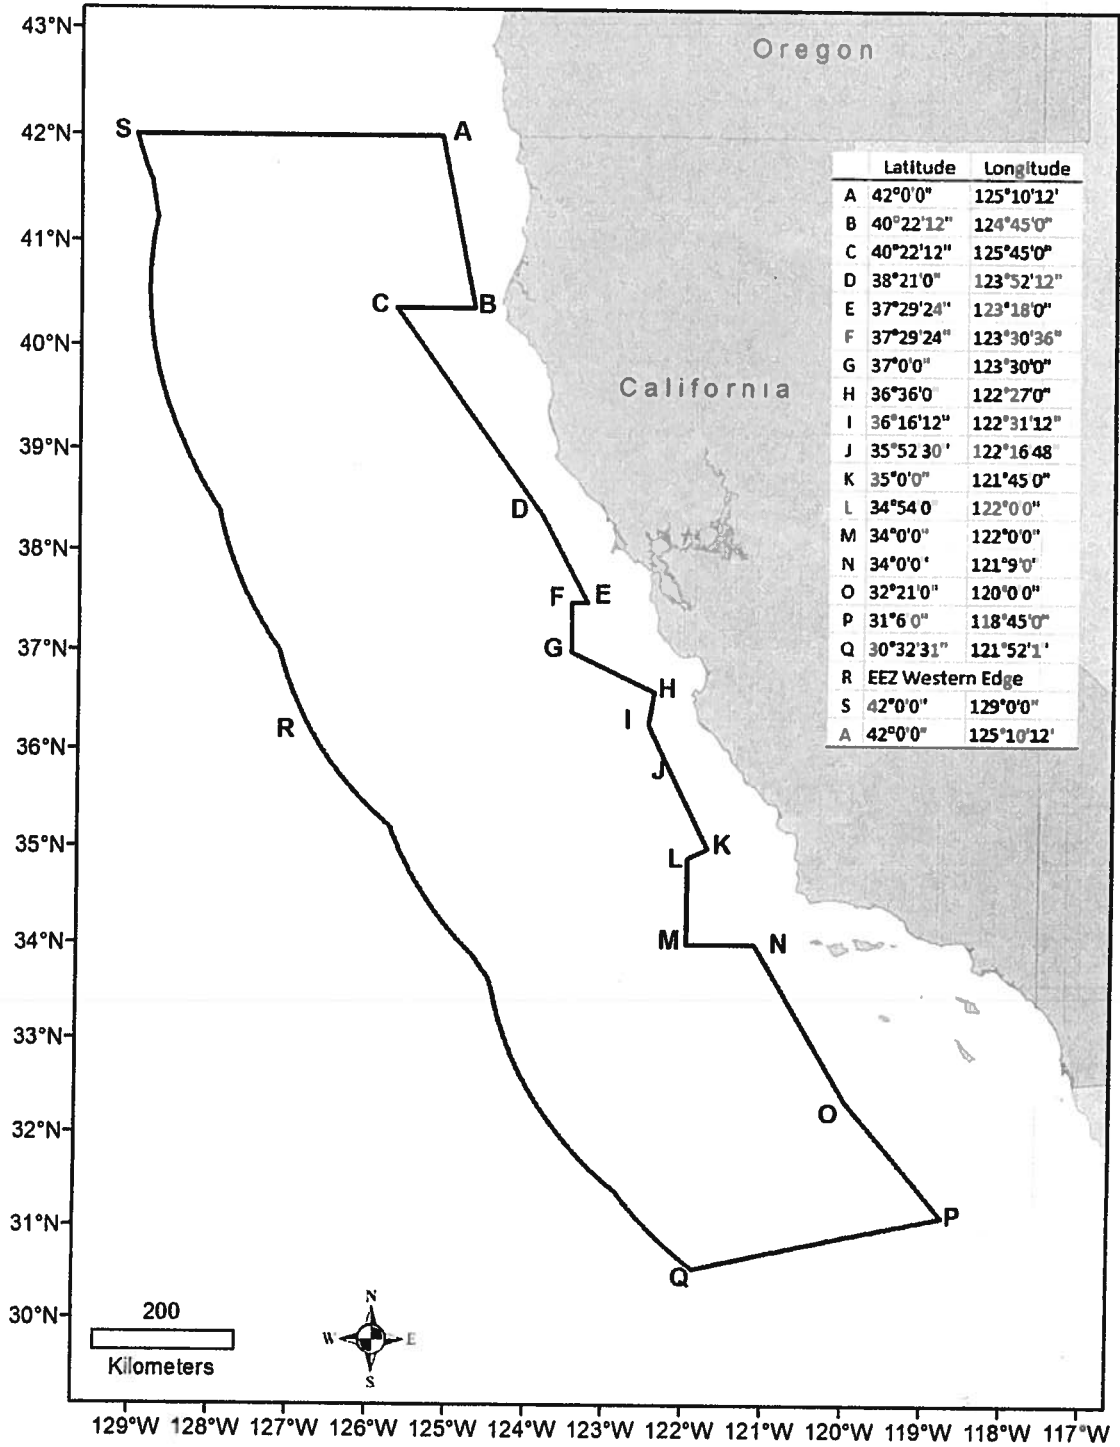 43°N
Oregon
42°N
S
A
Latitude Longitude
A 42°0'0" 125°10'12'
B 40°22'12" 124°45'0"
C 40°22'12" 125°45'0"
D 38°21'0" 123°52'12"
E 37°29'24" 123°18'0"
F 37°29'24" 123°30'36"
G 37°0'0" 123°30'0"
H 36°36'0 122°27'0"
I 36°16'12" 122°31'12"
J 35°52 30' 122°16 48
K 35°0'0" 121°45 0"
L 34°54 0 122°0 0"
M 34°0'0" 122°0'0"
N 34°0'0' 121°9'0'
O 32°21'0" 120°0 0"
P 31°6 0" 118°45'0"
Q 30°32'31" 121°52'1'
R EEZ Western Edge
S 42°0'0" 129°0'0"
A 42°0'0" 125°10'12'
41°N
C
B
40°N
California
39°N
D
38°N
F
E
37°N
G
H
R
I
36°N
J
35°N
K
L
34°N
M
N
33°N
32°N
O
31°N
P
Q
30°N
200
Kilometers
N
W
E
S
129°W 128°W 127°W 126°W 125°W 124°W 123°W 122°W 121°W 120°W 119°W 118°W 117°W